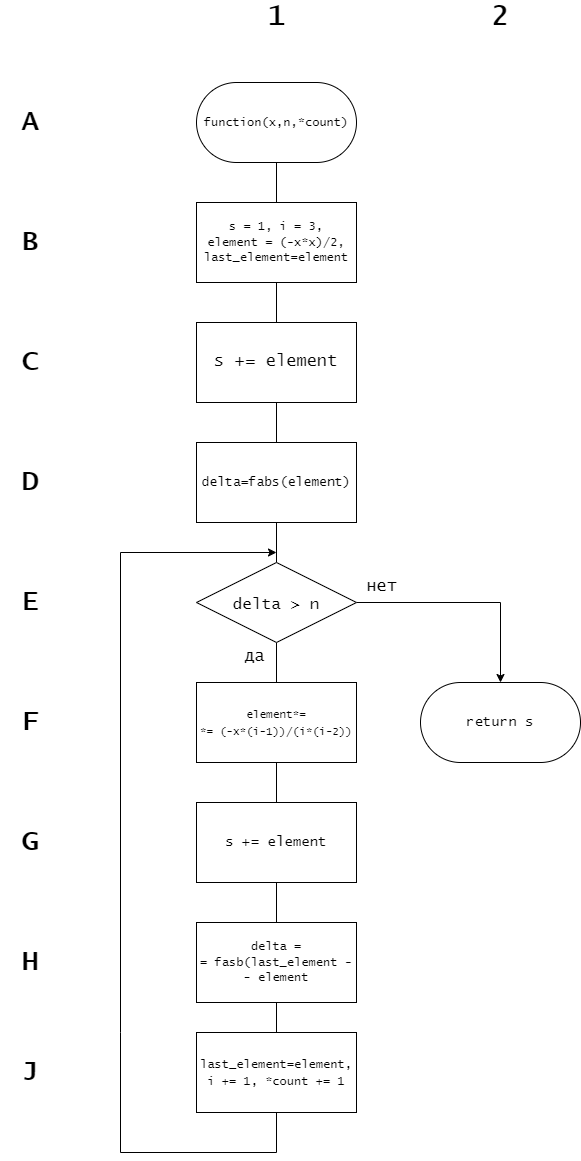 1 2
A
function(x,n,*count)
B
s = 1, i = 3,
element = (-x*x)/2,
last_element=element
C
s += element
D
delta=fabs(element)
E
delta > n
нет
да
F
element*=
*= (-x*(i-1))/(i*(i-2))
return s
G
s += element
H
delta =
= fasb(last_element -
- element
J
last_element=element,
i += 1, *count += 1